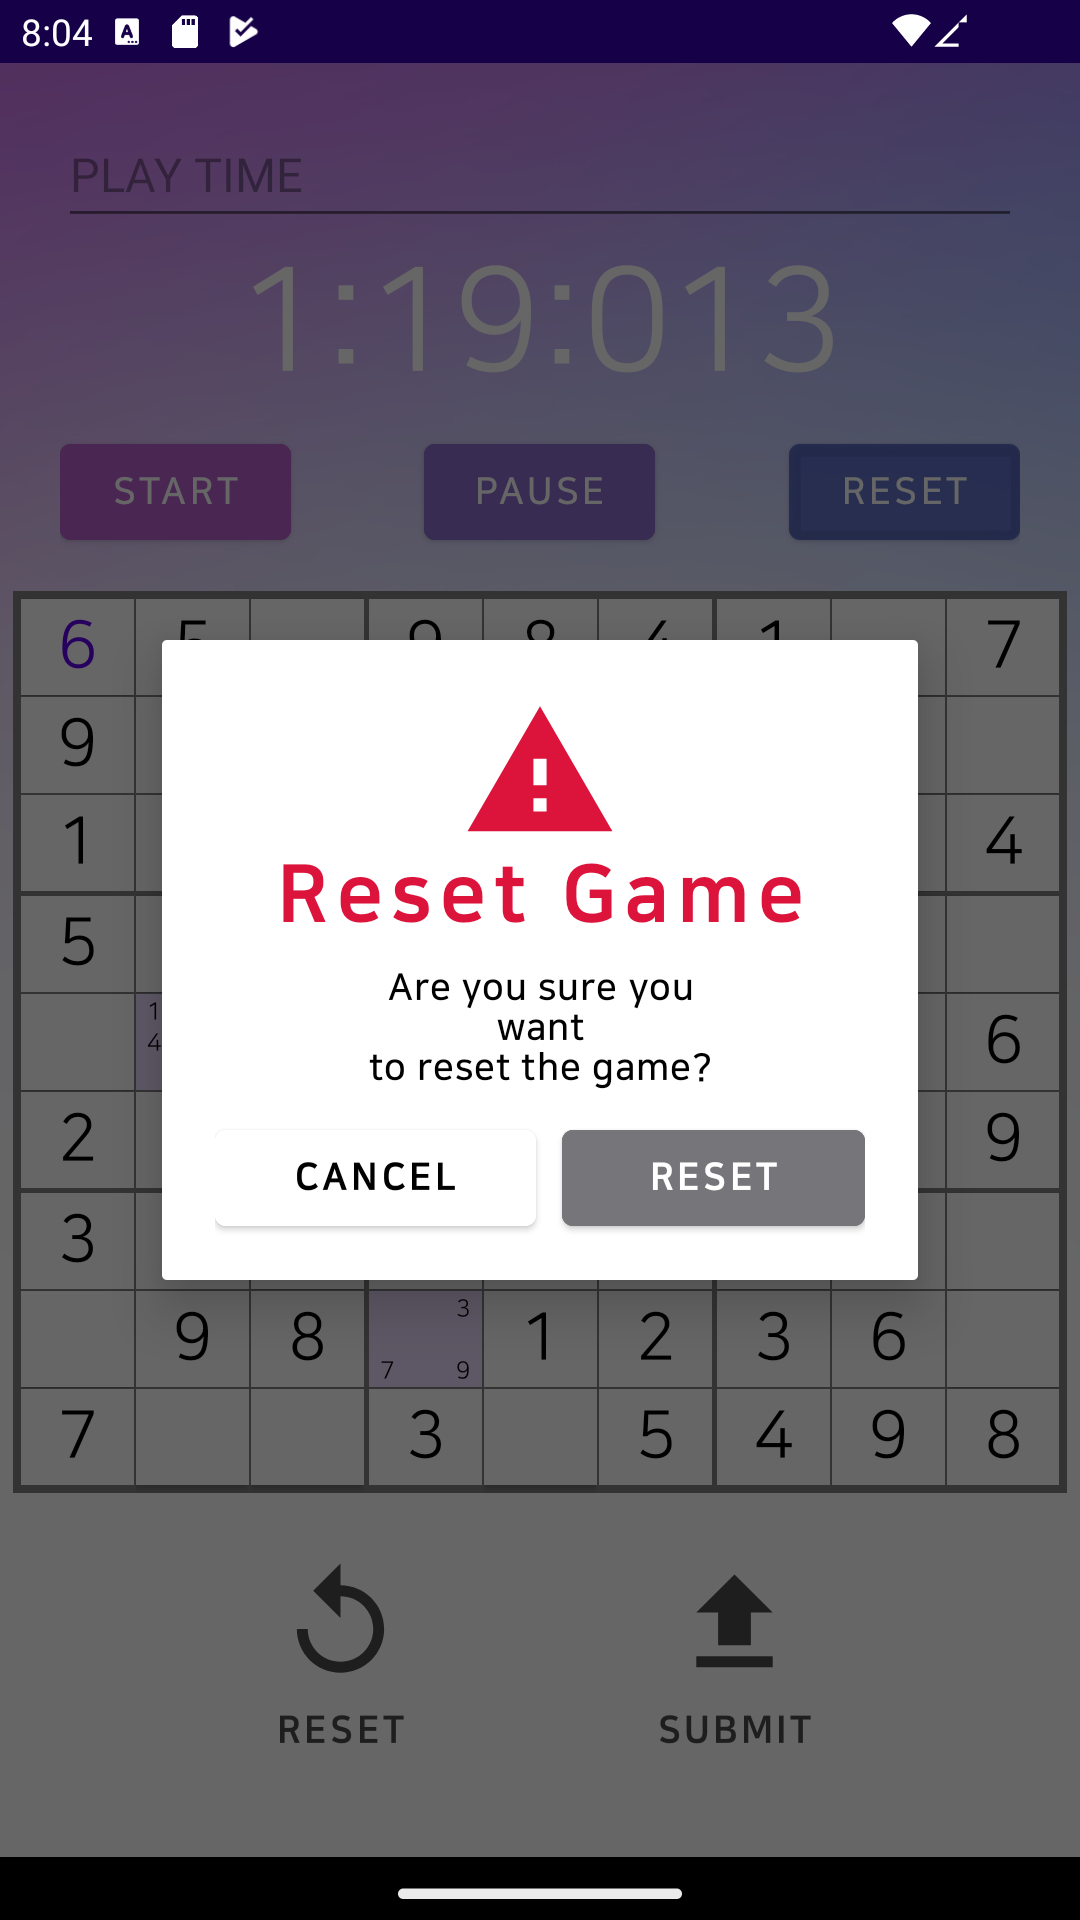 8:04
PLAY TIME
1:19:013
START PAUSE RESET
6 5 9 8 4 1 7
9
1 4
5
1
4 6
2 9
3
9 8 3 7 9 1 2 3 6
7 3 5 4 9 8
Reset Game
Are you sure you
want
to reset the game?
CANCEL RESET
RESET SUBMIT